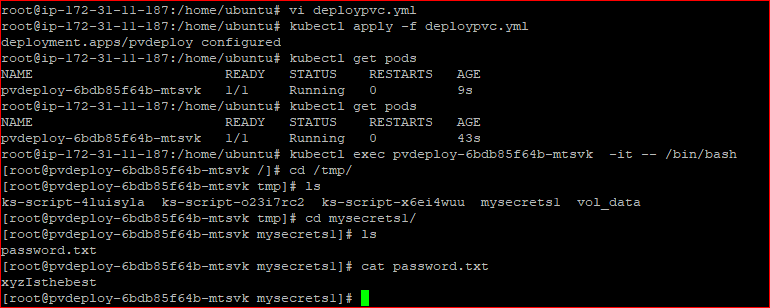 root@ip-172-31-11-187:/home/ubuntu# vi deploypvc.yml
root@ip-172-31-11-187:/home/ubuntu# kubectl apply -f deploypvc.yml
deployment.apps/pvdeploy configured
root@ip-172-31-11-187:/home/ubuntu# kubectl get pods
NAME                        READY   STATUS    RESTARTS   AGE
pvdeploy-6bdb85f64b-mtsvk   1/1     Running   0          9s
root@ip-172-31-11-187:/home/ubuntu# kubectl get pods
NAME                        READY   STATUS    RESTARTS   AGE
pvdeploy-6bdb85f64b-mtsvk   1/1     Running   0          43s
root@ip-172-31-11-187:/home/ubuntu# kubectl exec pvdeploy-6bdb85f64b-mtsvk  -it -- /bin/bash
[root@pvdeploy-6bdb85f64b-mtsvk /]# cd /tmp/
[root@pvdeploy-6bdb85f64b-mtsvk tmp]# ls
ks-script-4luisyla  ks-script-o23i7rc2  ks-script-x6ei4wuu  mysecrets1  vol_data
[root@pvdeploy-6bdb85f64b-mtsvk tmp]# cd mysecrets1/
[root@pvdeploy-6bdb85f64b-mtsvk mysecrets1]# ls
password.txt
[root@pvdeploy-6bdb85f64b-mtsvk mysecrets1]# cat password.txt
xyzIsthebest
[root@pvdeploy-6bdb85f64b-mtsvk mysecrets1]#